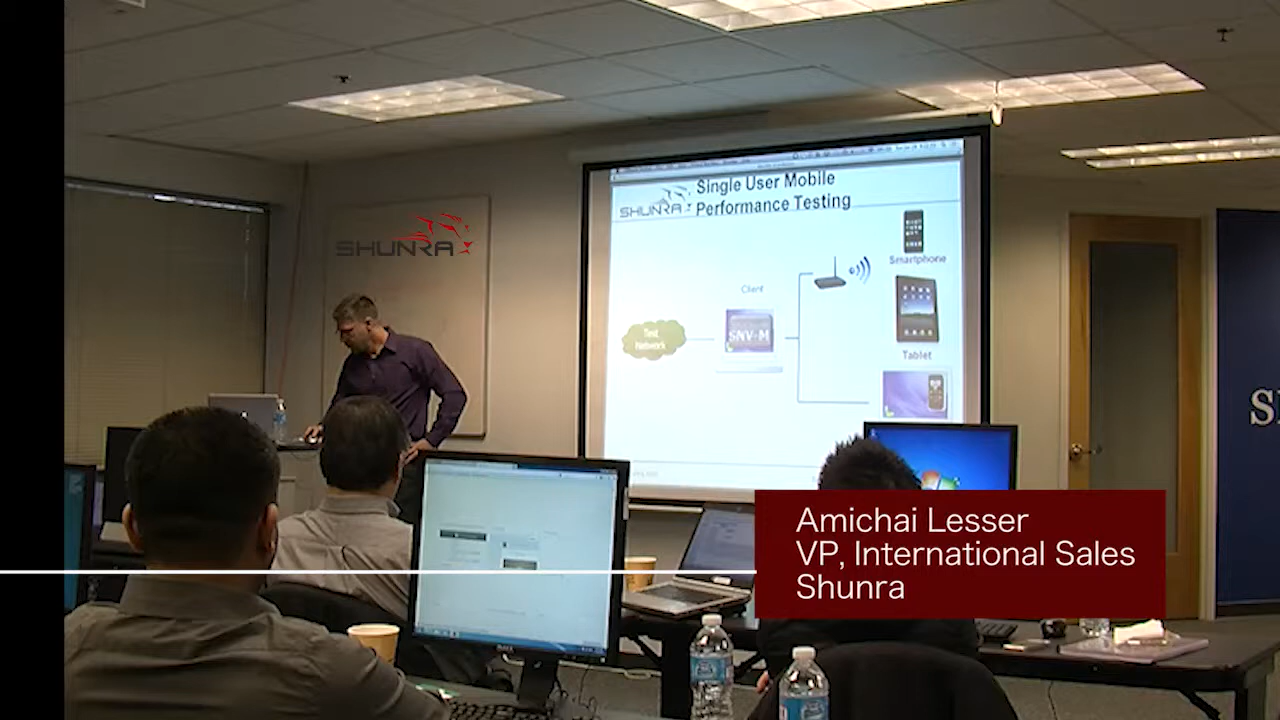 SHUNRA
SHUNRA
Single User Mobile
Performance Testing
Smartphone
Client
Test
Network
SNV-M
Tablet
Amichai Lesser
VP, International Sales
Shunra